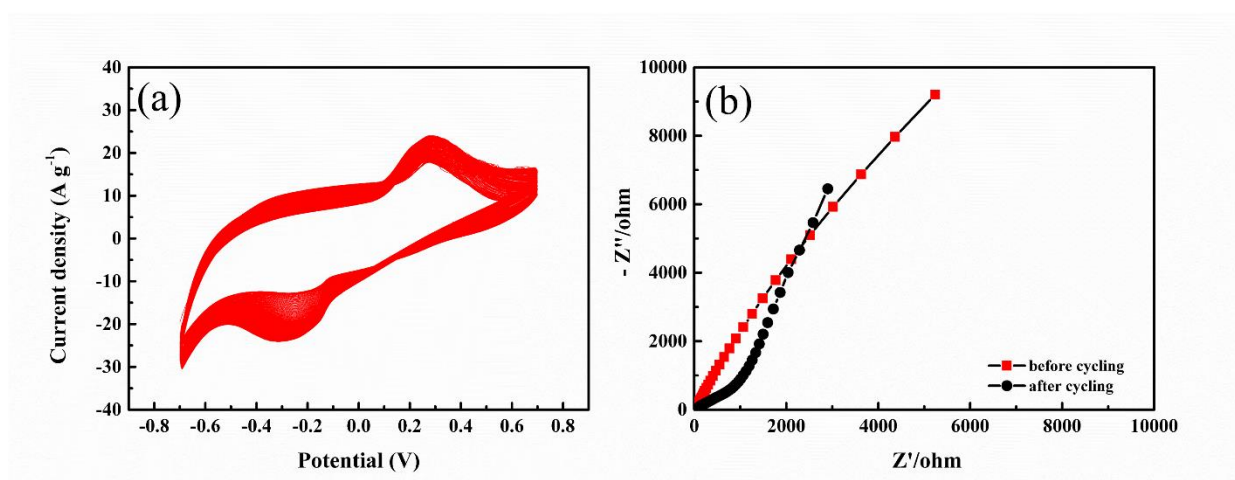 (a)
Current density (A g⁻¹)
40
30
20
10
0
-10
-20
-30
-40
-0.8 -0.6 -0.4 -0.2 0.0 0.2 0.4 0.6 0.8
Potential (V)
(b)
- Z''/ohm
10000
8000
6000
4000
2000
0
before cycling
after cycling
0 2000 4000 6000 8000 10000
Z'/ohm